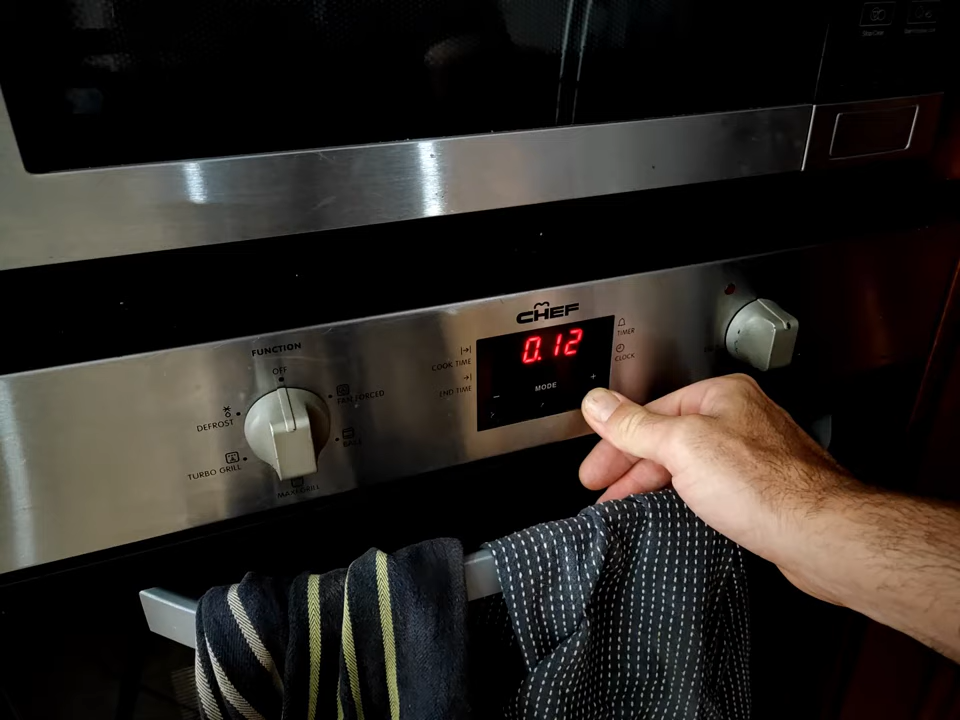 CHEF
FUNCTION
OFF
DEFROST
FAN FORCED
TURBO GRILL
BAKE
MAXI GRILL
COOK TIME
END TIME
0.12
MODE
- +
TIMER
CLOCK